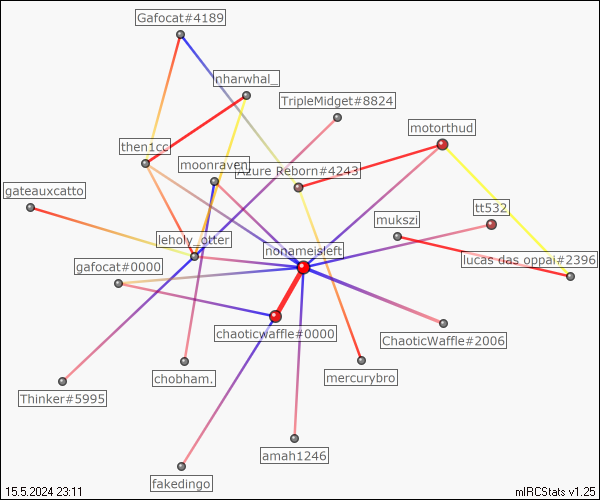 Gafocat#4189
nharwhal_
TripleMidget#8824
motorthud
then1cc
moonraven
Azure Reborn#4243
gateauxcatto
tt532
mukszi
leholy_otter
nonameisleft
lucas das oppai#2396
gafocat#0000
chaoticwaffle#0000
ChaoticWaffle#2006
chobham.
mercurybro
Thinker#5995
amah1246
fakedingo
15.5.2024 23:11
mIRCStats v1.25